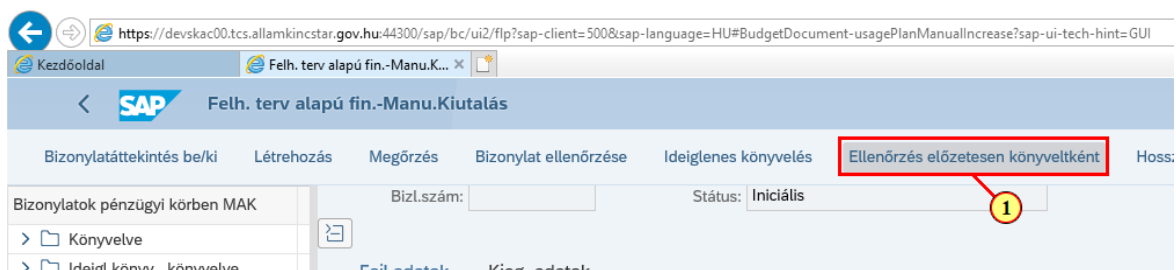 https://devskac00.tcs.allamkincstar.gov.hu:44300/sap/bc/ui2/flp?sap-client=500&sap-language=HU#BudgetDocument-usagePlanManualIncrease?sap-ui-tech-hint=GUI
Kezdőoldal Felh. terv alapú fin.-Manu.K...
SAP Felh. terv alapú fin.-Manu.Kiutalás
Bizonylatáttekintés be/ki Létrehozás Megőrzés Bizonylat ellenőrzése Ideiglenes könyvelés Ellenőrzés előzetesen könyveltként
Bizl.szám: Státus: Iniciális
1
Bizonylatok pénzügyi körben MAK
Könyvelve